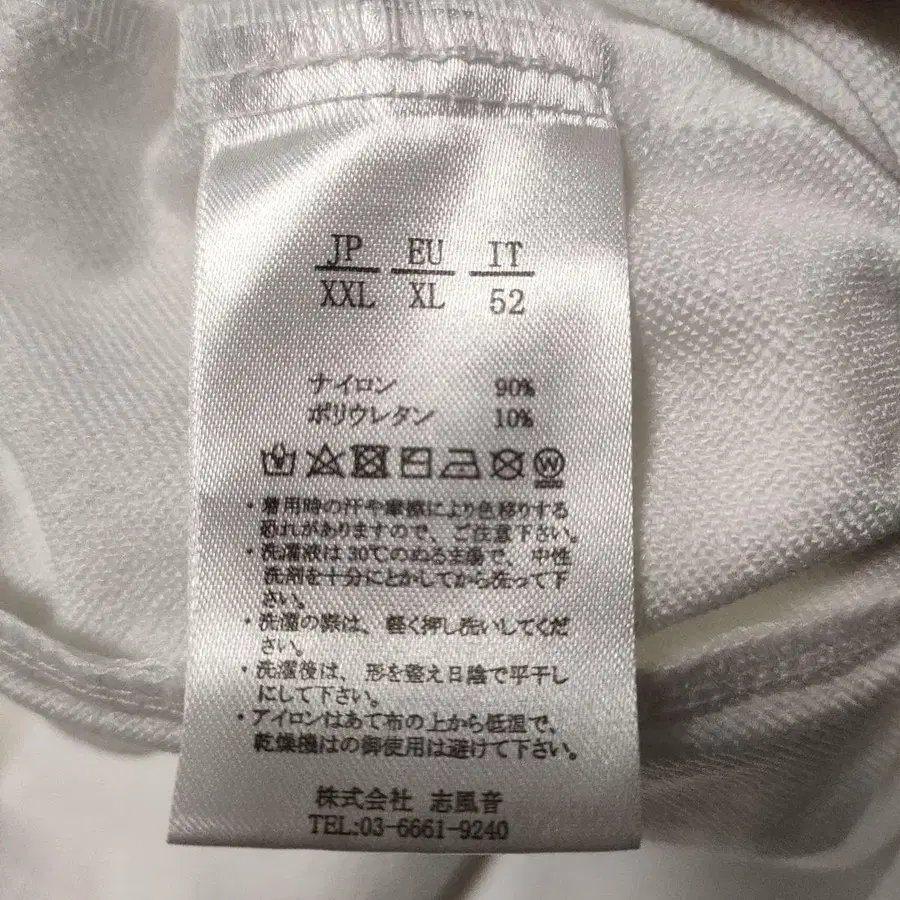 JP EU IT
XXL XL 52
ナイロン 90%
ポリウレタン 10%
・着用時の汗や摩擦により色移りする
恐れがありますので、ご注意下さい。
・洗濯液は30℃のぬるま湯で、中性
洗剤を十分にとかしてから洗って下
さい。
・洗濯の際は、軽く押し洗いしてくだ
さい。
・洗濯後は、形を整え日陰で平干し
にして下さい。
・アイロンはあて布の上から低温で、
乾燥機はの御使用は避けて下さい。
株式会社 志風音
TEL:03-6661-9240